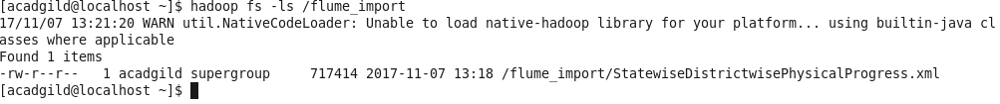 [acadgild@localhost ~]$ hadoop fs -ls /flume_import
17/11/07 13:21:20 WARN util.NativeCodeLoader: Unable to load native-hadoop library for your platform... using builtin-java cl
asses where applicable
Found 1 items
-rw-r--r--   1 acadgild supergroup     717414 2017-11-07 13:18 /flume_import/StatewiseDistrictwisePhysicalProgress.xml
[acadgild@localhost ~]$